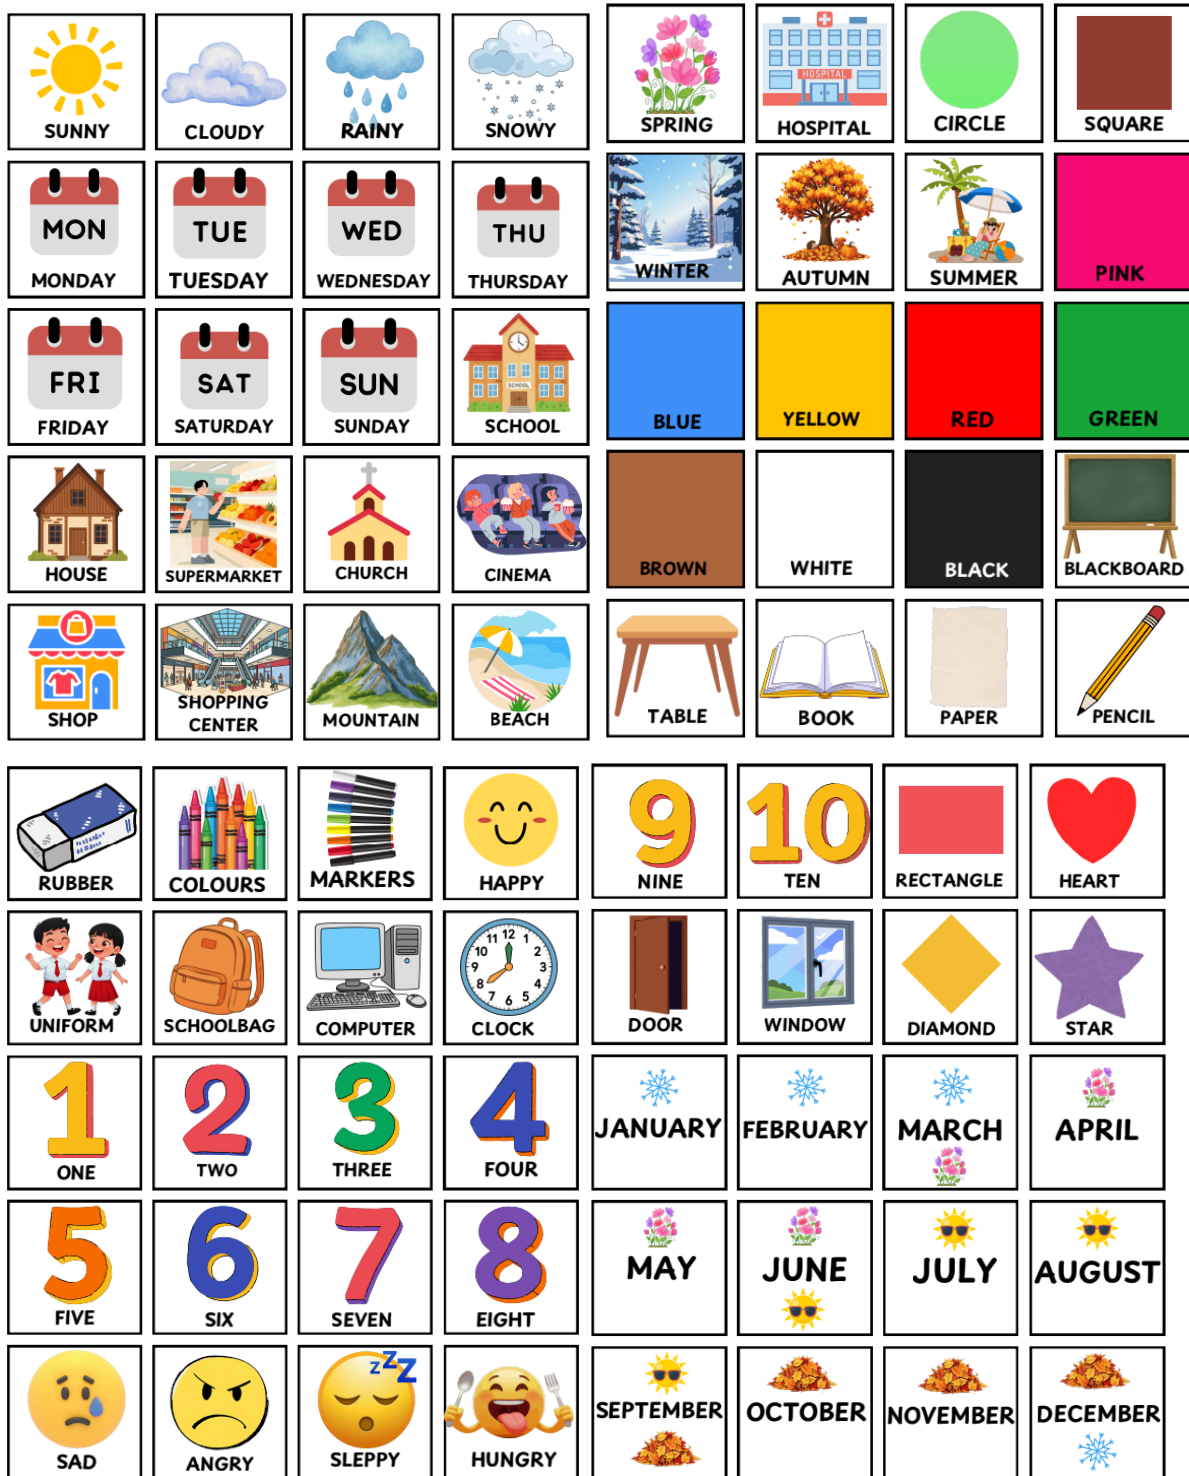 SUNNY
CLOUDY
RAINY
SNOWY
MON
MONDAY
TUE
TUESDAY
WED
WEDNESDAY
THU
THURSDAY
FRI
FRIDAY
SAT
SATURDAY
SUN
SUNDAY
SCHOOL
SCHOOL
HOUSE
SUPERMARKET
CHURCH
CINEMA
SHOP
SHOPPING
CENTER
MOUNTAIN
BEACH
SPRING
HOSPITAL
HOSPITAL
CIRCLE
SQUARE
WINTER
AUTUMN
SUMMER
PINK
BLUE
YELLOW
RED
GREEN
BROWN
WHITE
BLACK
BLACKBOARD
TABLE
BOOK
PAPER
PENCIL
RUBBER
COLOURS
MARKERS
HAPPY
UNIFORM
SCHOOLBAG
COMPUTER
11 12 1
10 2
9 3
8 4
7 6 5
CLOCK
1
ONE
2
TWO
3
THREE
4
FOUR
5
FIVE
6
SIX
7
SEVEN
8
EIGHT
SAD
ANGRY
zZZ
SLEPPY
HUNGRY
9
NINE
10
TEN
RECTANGLE
HEART
DOOR
WINDOW
DIAMOND
STAR
JANUARY
FEBRUARY
MARCH
APRIL
MAY
JUNE
JULY
AUGUST
SEPTEMBER
OCTOBER
NOVEMBER
DECEMBER